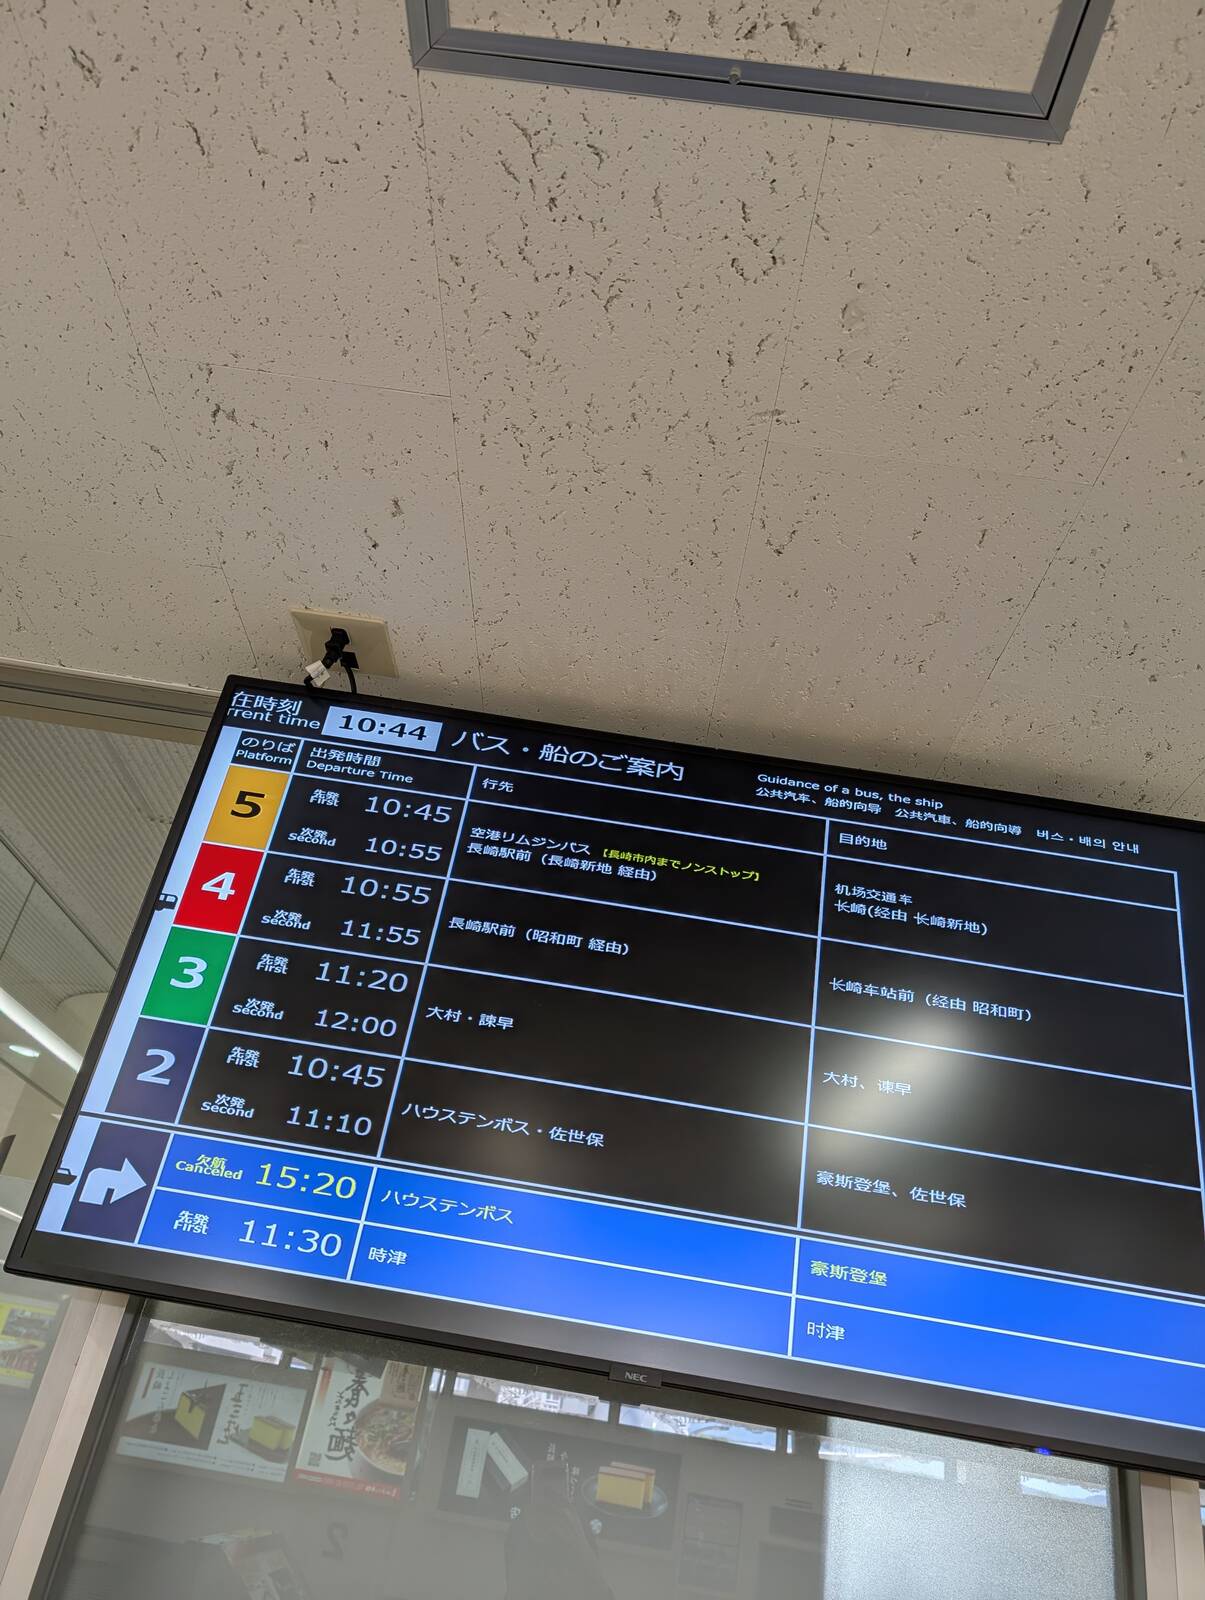 在時刻
rrent time
10:44
バス・船のご案内
Guidance of a bus, the ship
公共汽车、船的向导 公共汽車、船的向導 버스・배의 안내
のりば
Platform
出発時間
Departure Time
行先
目的地
5
先発
First
10:45
次発
second
10:55
空港リムジンバス 【長崎市内までノンストップ】
長崎駅前(長崎新地 経由)
机场交通车
长崎(经由 长崎新地)
4
先発
First
10:55
次発
second
11:55
長崎駅前(昭和町 経由)
长崎车站前(经由 昭和町)
3
先発
First
11:20
次発
second
12:00
大村・諫早
大村、谏早
2
先発
First
10:45
次発
Second
11:10
ハウステンボス・佐世保
豪斯登堡、佐世保
欠航
Canceled
15:20
ハウステンボス
豪斯登堡
先発
First
11:30
時津
时津
NEC